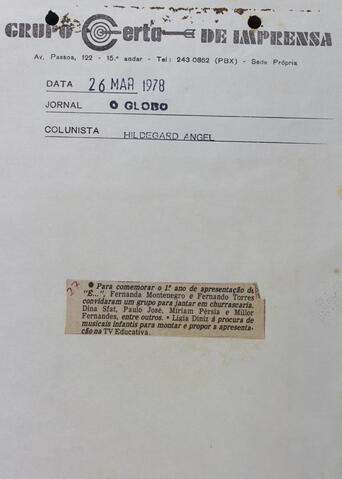 GRUPO Certa DE IMPRENSA
Av. Passos, 122 - 15.º andar - Tel: 243 0862 (PBX) - Sede Própria
DATA 26 MAR 1978
JORNAL O GLOBO
COLUNISTA HILDEGARD ANGEL
27
● Para comemorar o 1.º ano de apresentação de
"É...", Fernanda Montenegro e Fernando Torres
convidaram um grupo para jantar em churrascaria.
Dina Sfat, Paulo José, Miriam Pérsia e Millor
Fernandes, entre outros. • Ligia Diniz à procura de
musicais infantis para montar e propor a apresenta-
ção na TV Educativa.